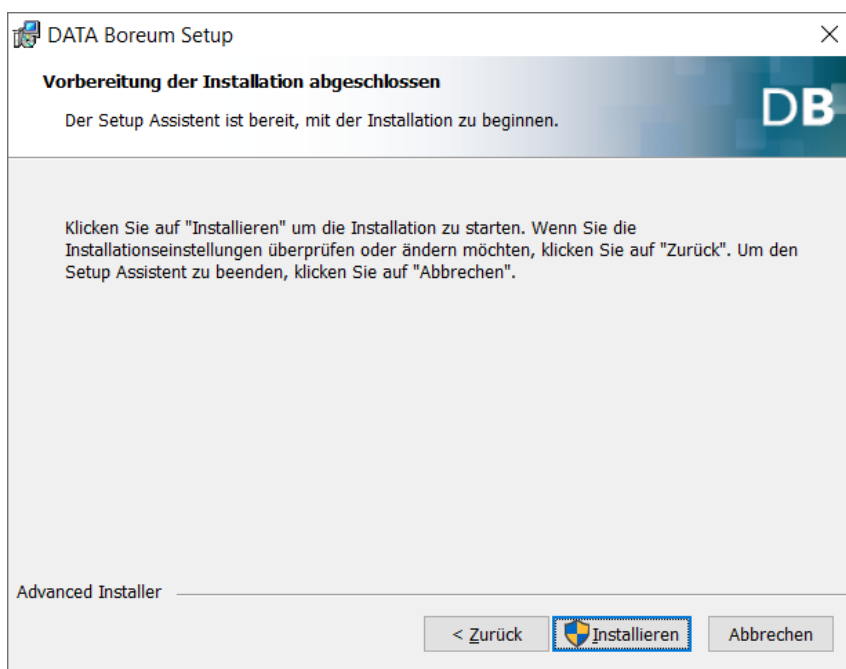 DATA Boreum Setup
Vorbereitung der Installation abgeschlossen
Der Setup Assistent ist bereit, mit der Installation zu beginnen.
DB
Klicken Sie auf "Installieren" um die Installation zu starten. Wenn Sie die
Installationseinstellungen überprüfen oder ändern möchten, klicken Sie auf "Zurück". Um den
Setup Assistent zu beenden, klicken Sie auf "Abbrechen".
Advanced Installer
< Zurück Installieren Abbrechen